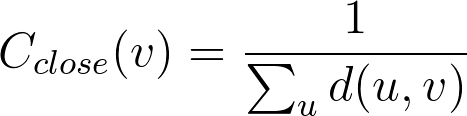 C_{close}(v) = \frac{1}{\sum_u d(u, v)}